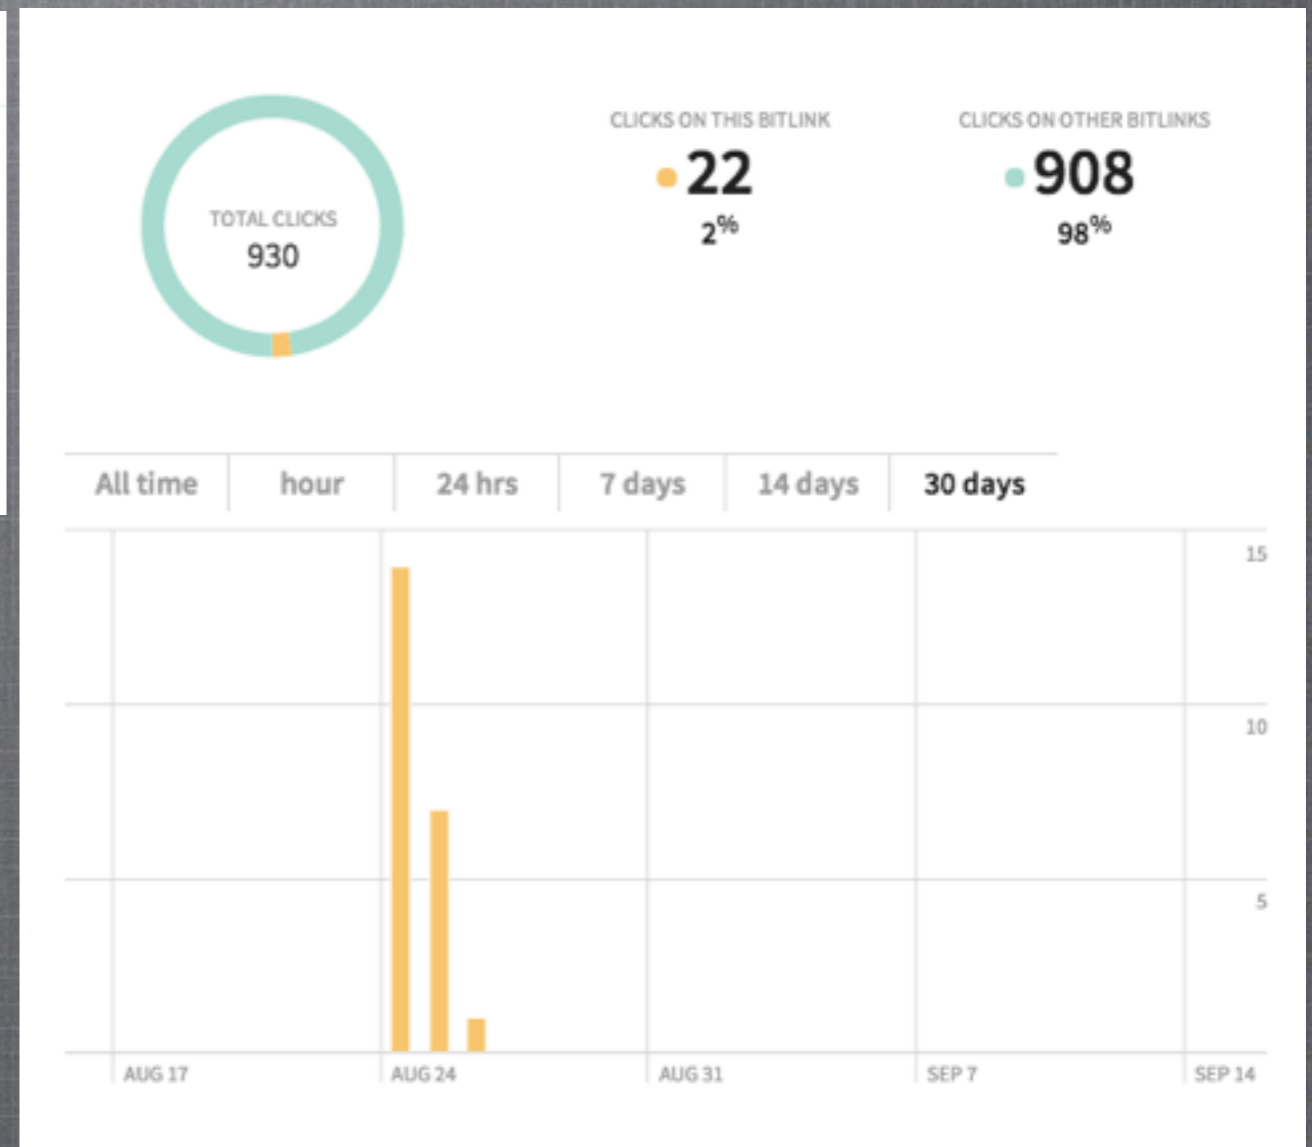 CLICKS ON THIS BITLINK
CLICKS ON OTHER BITLINKS
22
908
2%
98%
TOTAL CLICKS
930
All time
hour
24 hrs
7 days
14 days
30 days
15
10
5
AUG 17
AUG 24
AUG 31
SEP 7
SEP 14